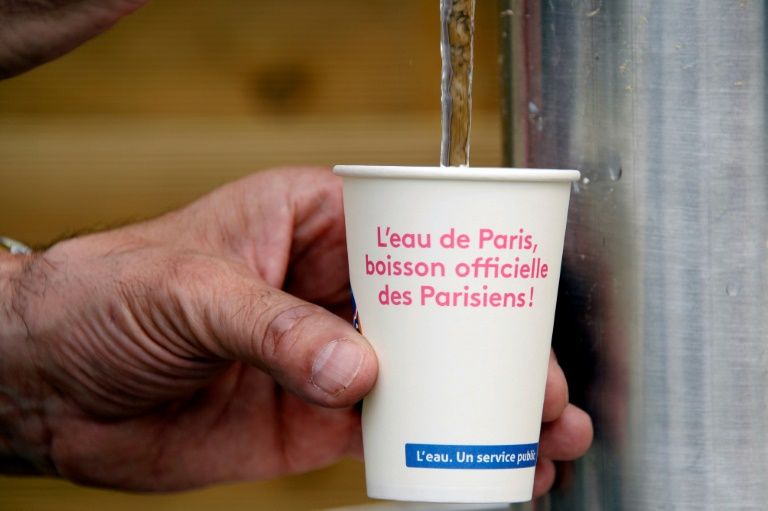 L'eau de Paris,
boisson officielle
des Parisiens !
L'eau. Un service public